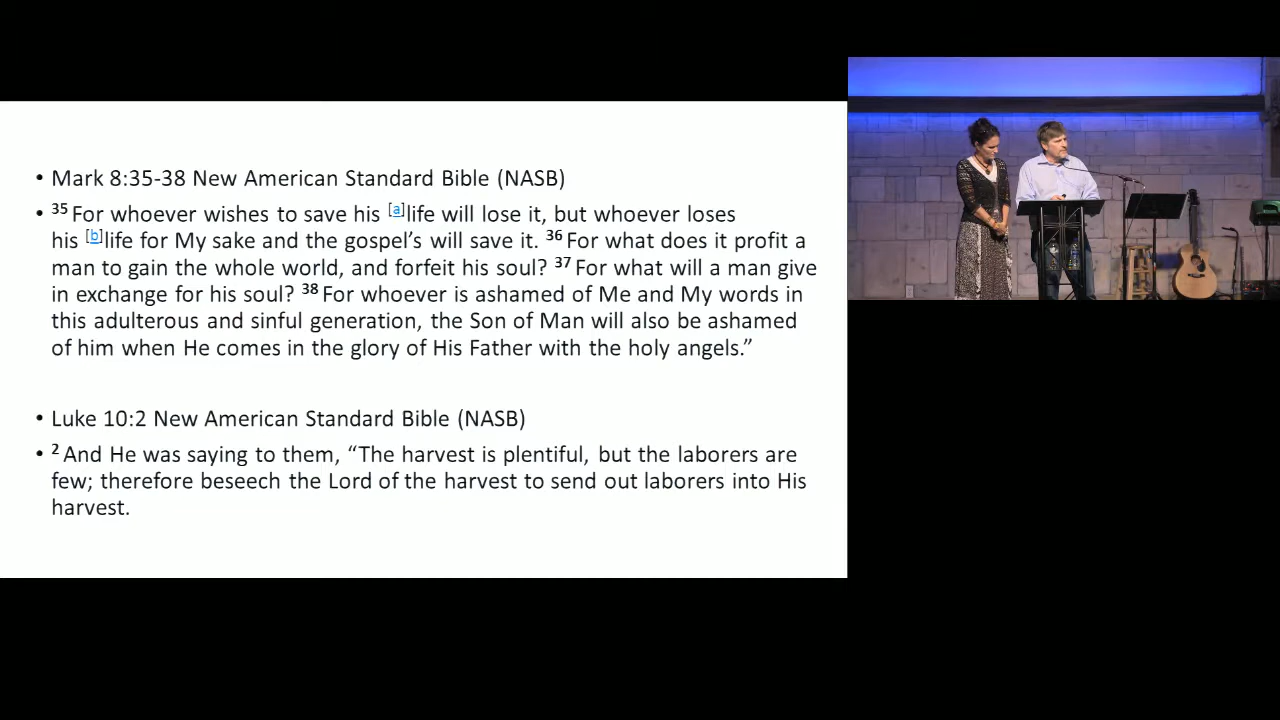 • Mark 8:35-38 New American Standard Bible (NASB)
• 35 For whoever wishes to save his [a]life will lose it, but whoever loses
his [b]life for My sake and the gospel’s will save it. 36 For what does it profit a
man to gain the whole world, and forfeit his soul? 37 For what will a man give
in exchange for his soul? 38 For whoever is ashamed of Me and My words in
this adulterous and sinful generation, the Son of Man will also be ashamed
of him when He comes in the glory of His Father with the holy angels.”
• Luke 10:2 New American Standard Bible (NASB)
• 2 And He was saying to them, “The harvest is plentiful, but the laborers are
few; therefore beseech the Lord of the harvest to send out laborers into His
harvest.